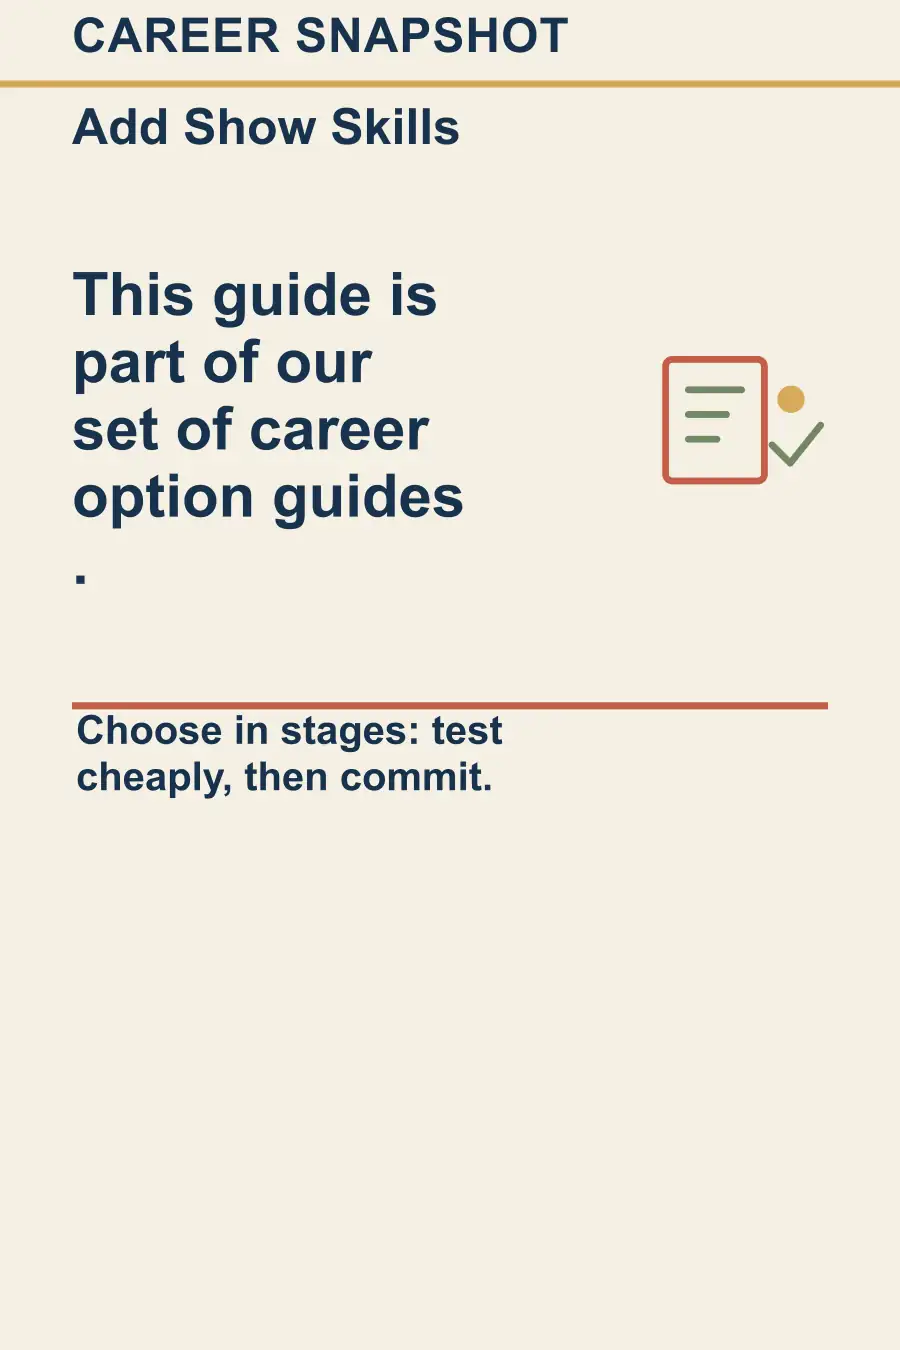 CAREER SNAPSHOT
Add Show Skills
This guide is
part of our
set of career
option guides
.
Choose in stages: test
cheaply, then commit.